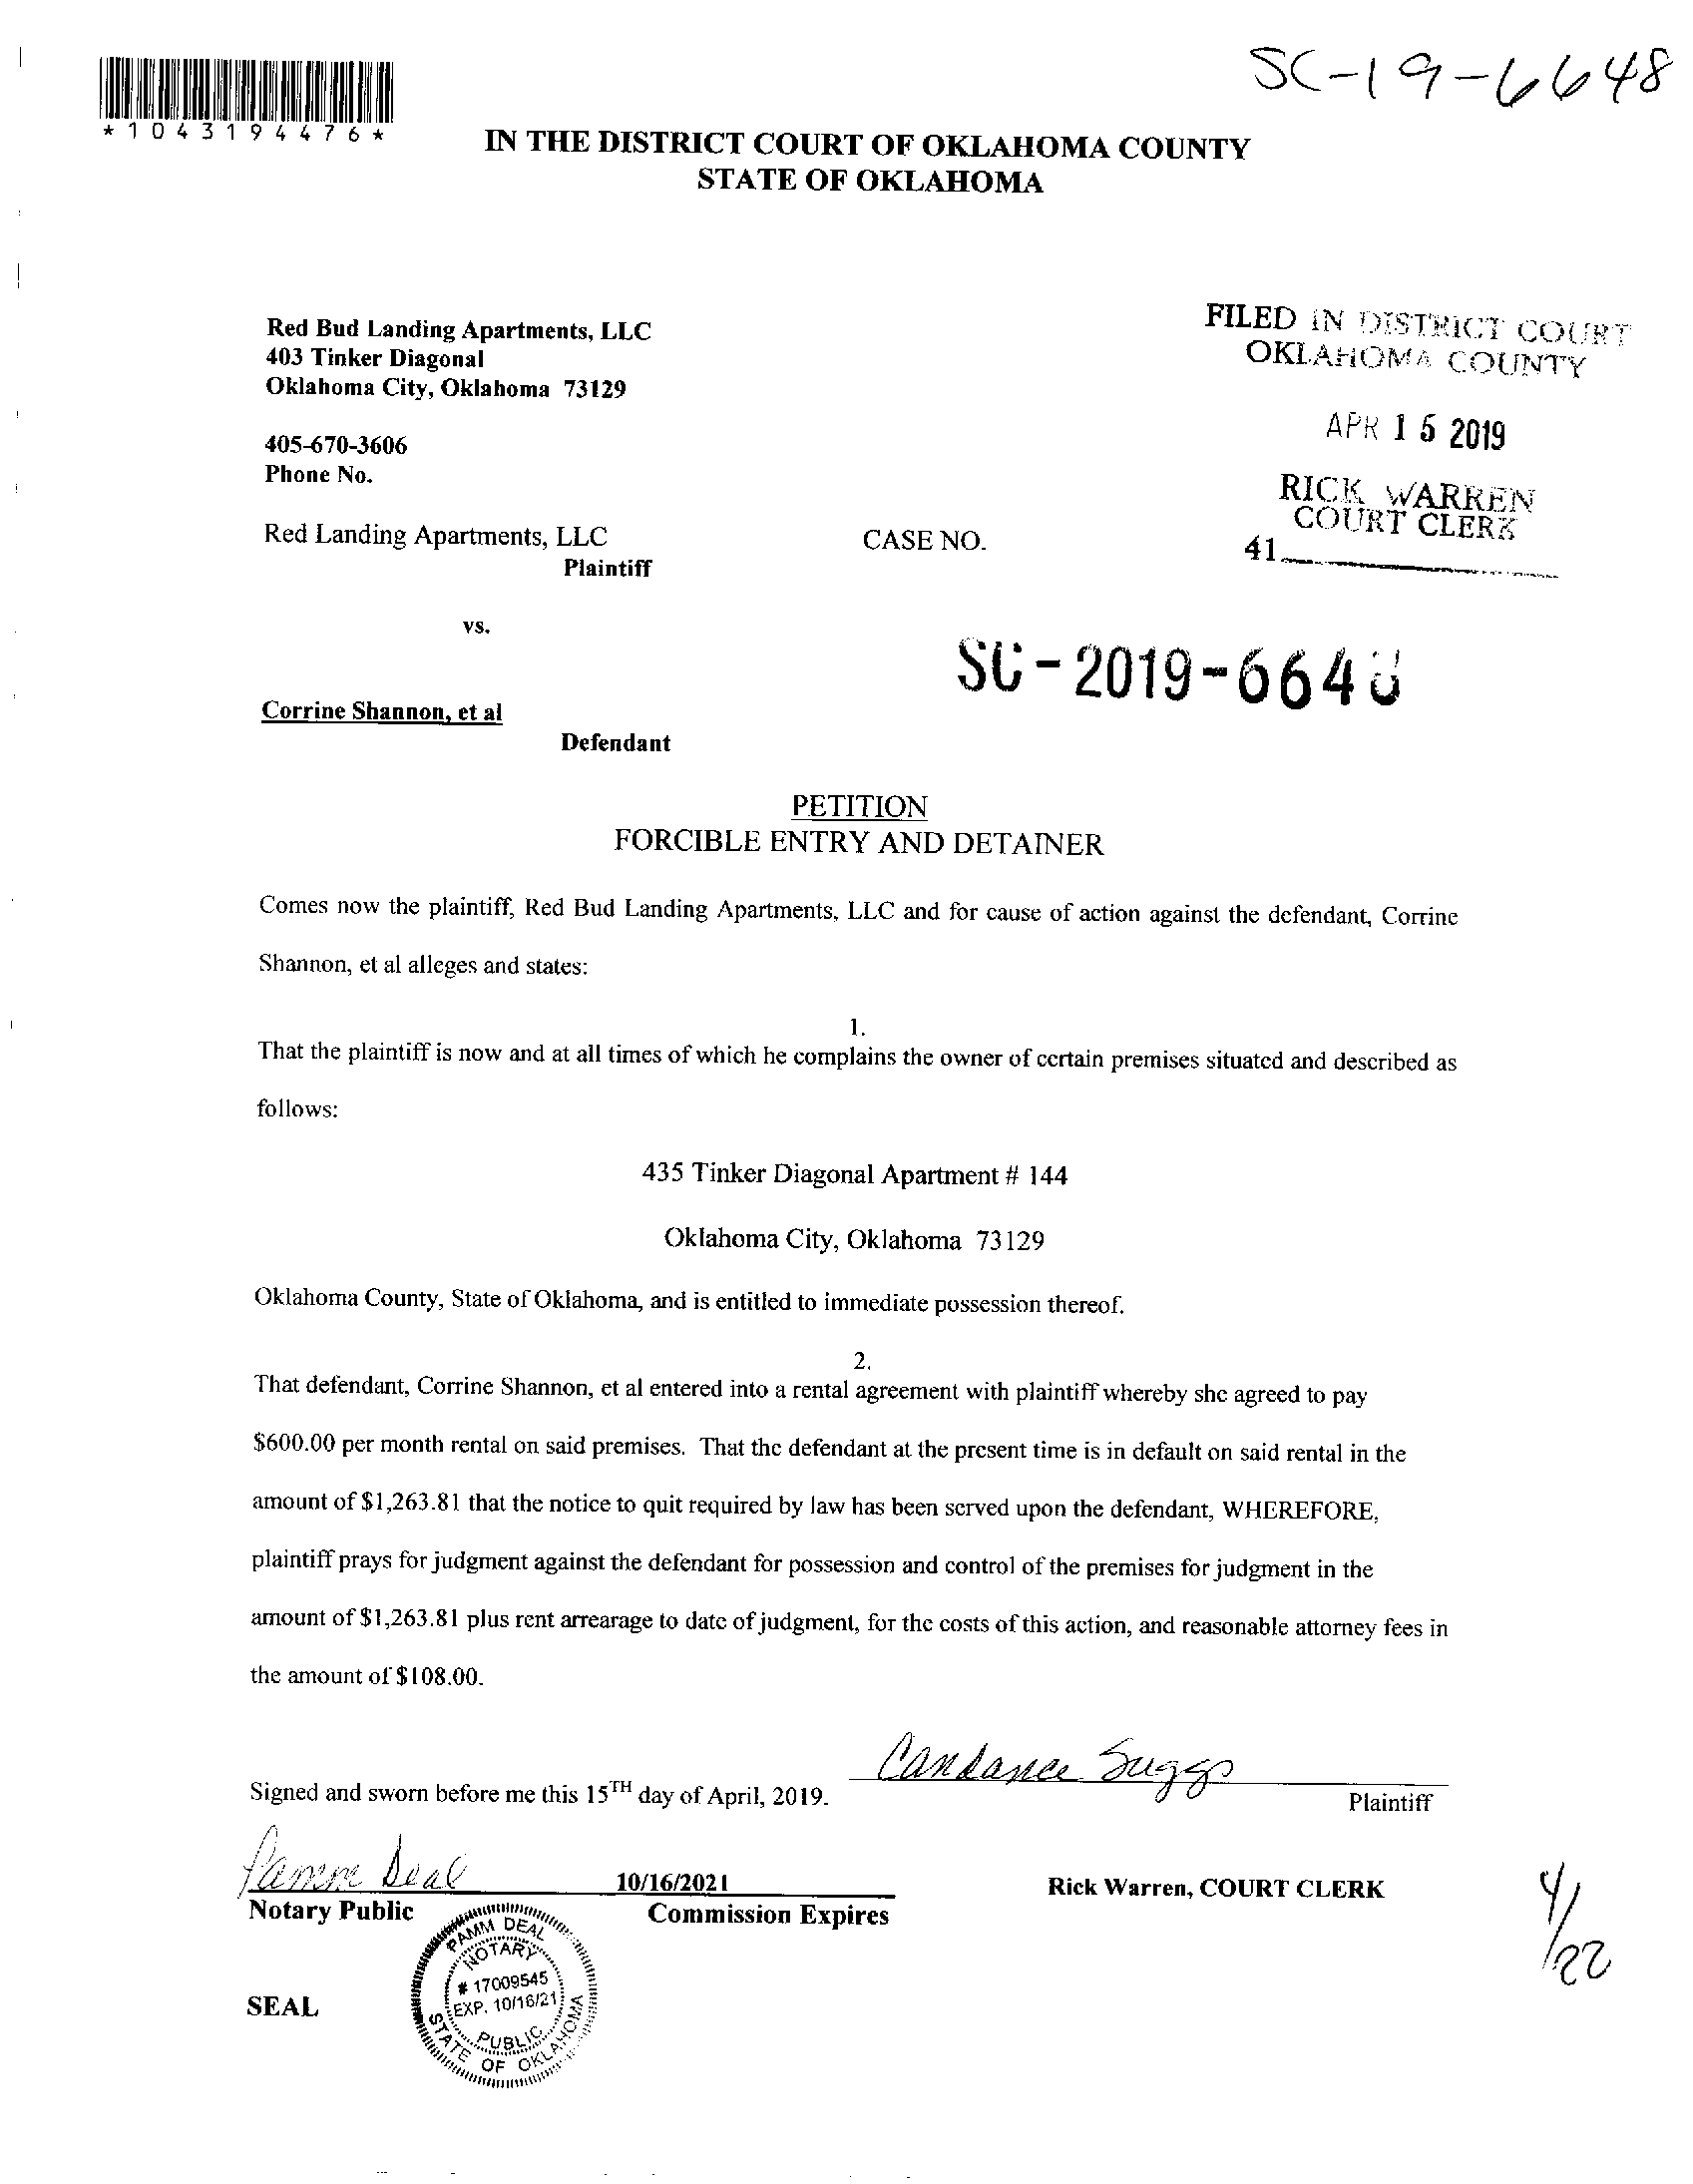 SC-19-6648
*1043194476*
IN THE DISTRICT COURT OF OKLAHOMA COUNTY
STATE OF OKLAHOMA
Red Bud Landing Apartments, LLC
403 Tinker Diagonal
Oklahoma City, Oklahoma 73129
FILED IN DISTRICT COURT
OKLAHOMA COUNTY
405-670-3606
Phone No.
APR 15 2019
RICK WARREN
COURT CLERK
41
Red Landing Apartments, LLC
Plaintiff
CASE NO.
vs.
SC-2019-6648
Corrine Shannon, et al
Defendant
PETITION
FORCIBLE ENTRY AND DETAINER
Comes now the plaintiff, Red Bud Landing Apartments, LLC and for cause of action against the defendant, Corrine
Shannon, et al alleges and states:
1.
That the plaintiff is now and at all times of which he complains the owner of certain premises situated and described as
follows:
435 Tinker Diagonal Apartment # 144
Oklahoma City, Oklahoma 73129
Oklahoma County, State of Oklahoma, and is entitled to immediate possession thereof.
2.
That defendant, Corrine Shannon, et al entered into a rental agreement with plaintiff whereby she agreed to pay
$600.00 per month rental on said premises. That the defendant at the present time is in default on said rental in the
amount of $1,263.81 that the notice to quit required by law has been served upon the defendant, WHEREFORE,
plaintiff prays for judgment against the defendant for possession and control of the premises for judgment in the
amount of $1,263.81 plus rent arrearage to date of judgment, for the costs of this action, and reasonable attorney fees in
the amount of $108.00.
Candance Suggs
Signed and sworn before me this 15TH day of April, 2019.
Plaintiff
Pamm Deal
10/16/2021
Notary Public
Commission Expires
Rick Warren, COURT CLERK
4/22
SEAL
PAMM DEAL
NOTARY
# 17009545
EXP. 10/16/21
PUBLIC
STATE OF OKLAHOMA